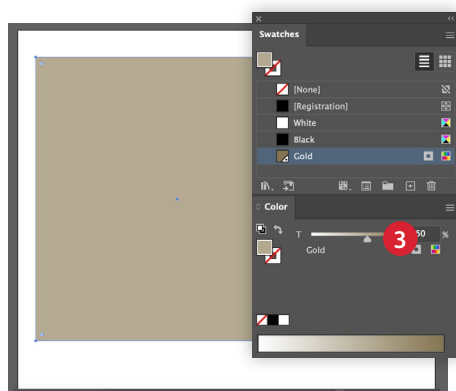 Swatches
[None]
[Registration]
White
Black
Gold
Color
T 3 50 %
Gold